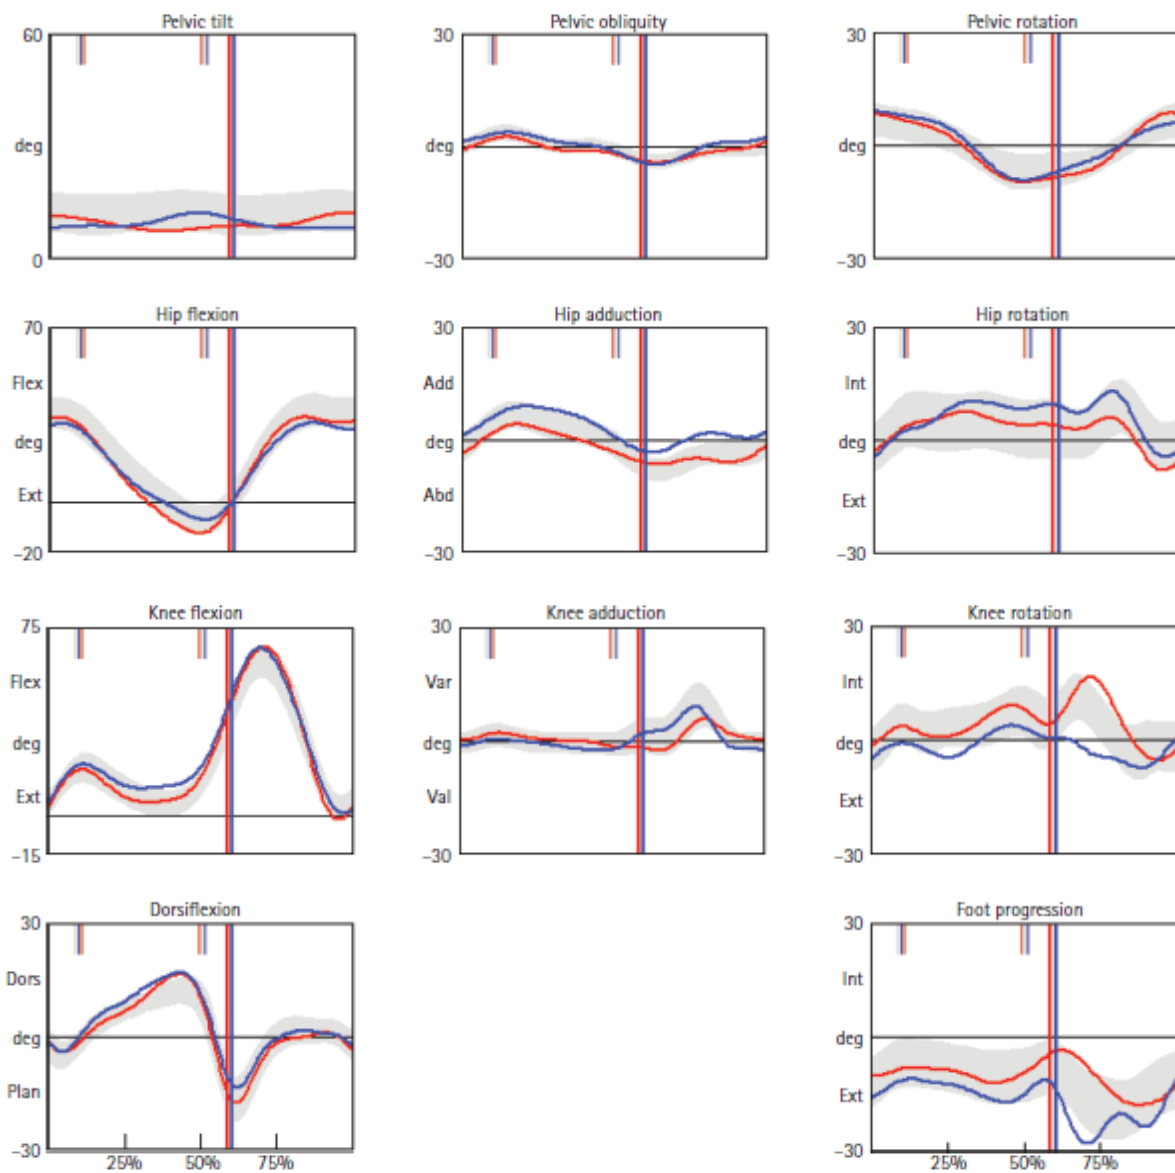 Pelvic tilt Pelvic obliquity Pelvic rotation
60 30 30
deg deg deg
0 −30 −30
Hip flexion Hip adduction Hip rotation
70 30 30
Flex Add Int
deg deg deg
Ext Abd Ext
−20 −30 −30
Knee flexion Knee adduction Knee rotation
75 30 30
Flex Var Int
deg deg deg
Ext Val Ext
−15 −30 −30
Dorsiflexion Foot progression
30 30
Dors Int
deg deg
Plan Ext
−30 −30
25% 50% 75% 25% 50% 75%